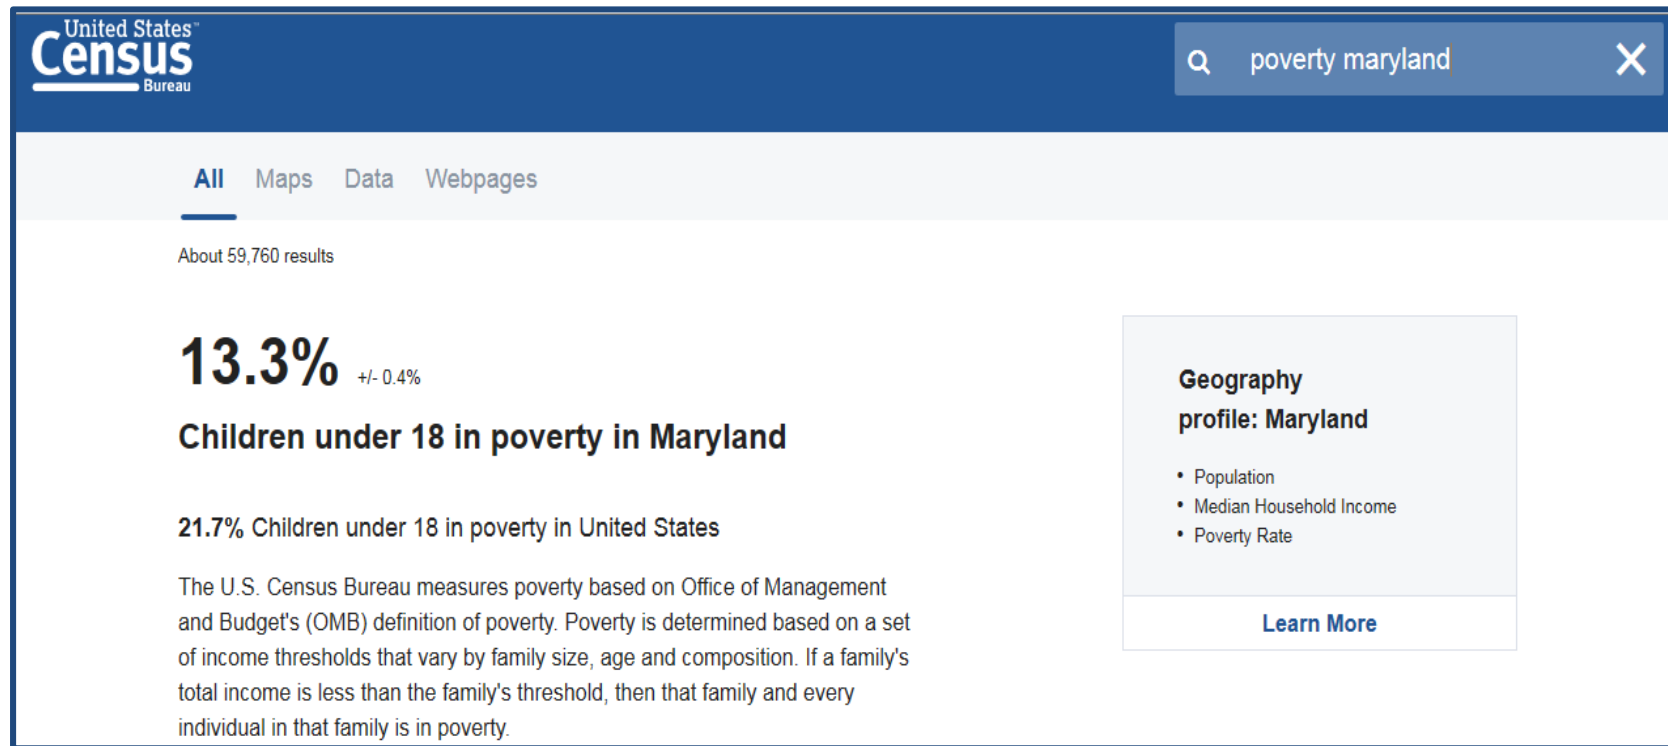 United States™
Census
Bureau
poverty maryland
All Maps Data Webpages
About 59,760 results
13.3% +/- 0.4%
Children under 18 in poverty in Maryland
21.7% Children under 18 in poverty in United States
The U.S. Census Bureau measures poverty based on Office of Management
and Budget's (OMB) definition of poverty. Poverty is determined based on a set
of income thresholds that vary by family size, age and composition. If a family's
total income is less than the family's threshold, then that family and every
individual in that family is in poverty.
Geography
profile: Maryland
• Population
• Median Household Income
• Poverty Rate
Learn More